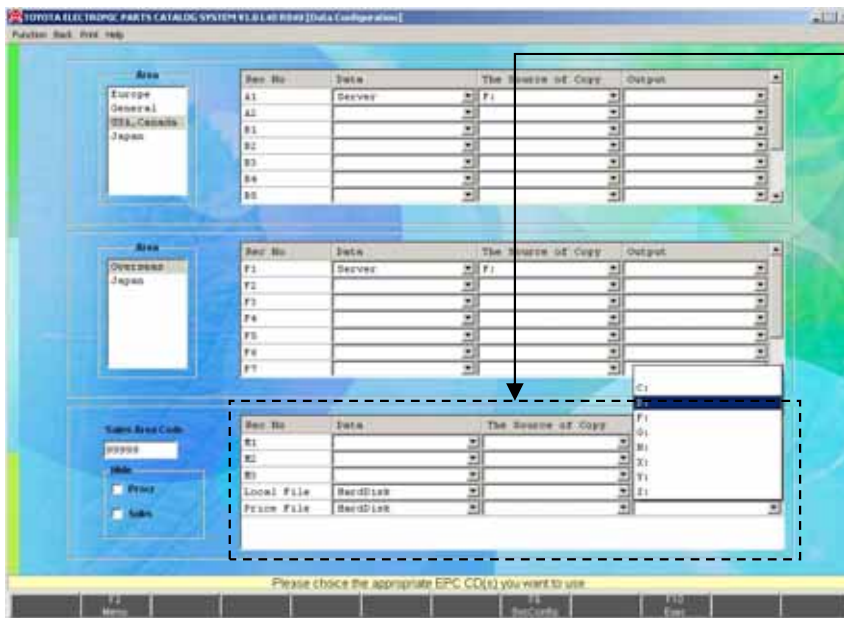 TOYOTA ELECTRONIC PARTS CATALOG SYSTEM V1.0 L40 [Data Configuration]
Function Back Print Help
Area
Europe
General
USA, Canada
Japan
Rec No Data The Source of Copy Output
A1 Server F:
A2
B1
B2
B3
B4
B5
Area
Overseas
Japan
Rec No Data The Source of Copy Output
F1 Server F:
F2
F3
F4
F5
F6
F7
C:
F:
G:
X:
Y:
Z:
Sales Area Code
99999
Hide
Price
Sales
Rec No Data The Source of Copy
M1
M2
M3
Local File HardDisk
Price File HardDisk
Please choice the appropriate EPC CD(s) you want to use
Menu
SysConfig
F10
Exec